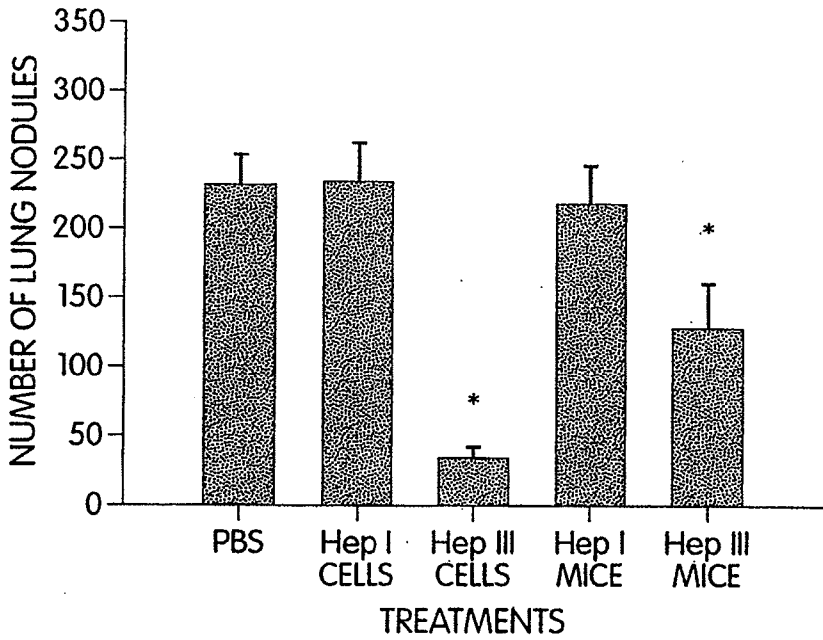 NUMBER OF LUNG NODULES
350
300
250
200
150
100
50
0
*
*
PBS
Hep I
CELLS
Hep III
CELLS
Hep I
MICE
Hep III
MICE
TREATMENTS